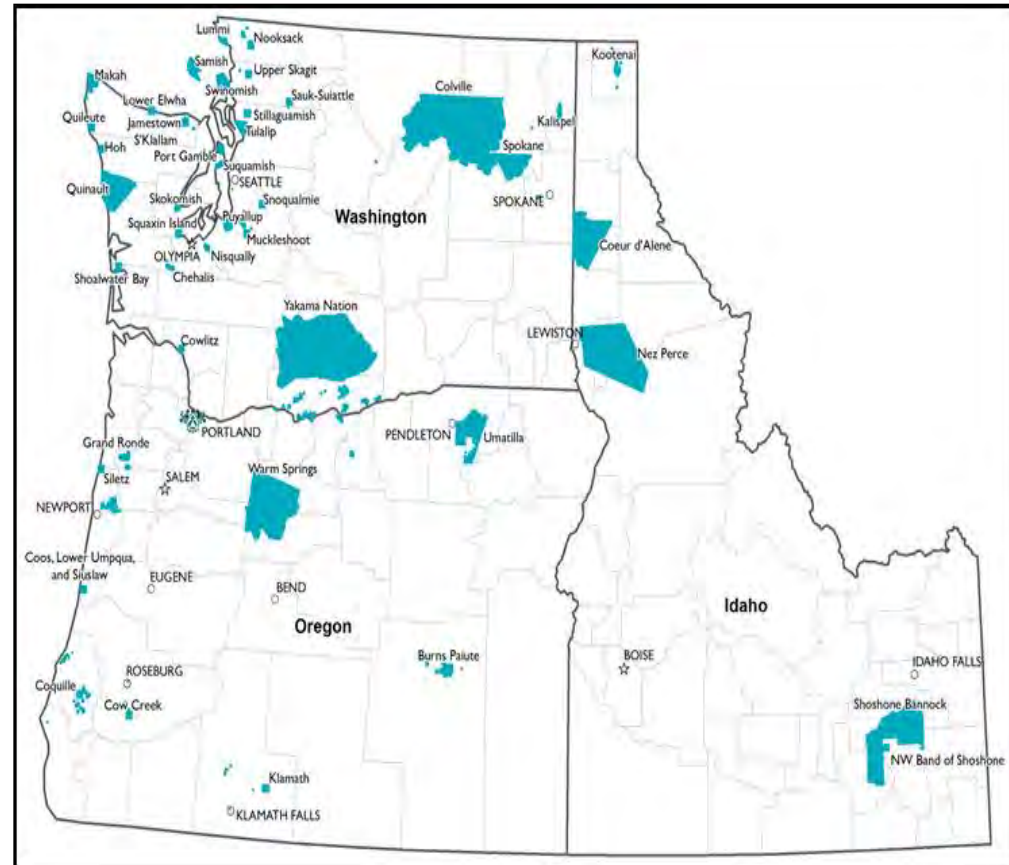 Lummi
Nooksack
Kootenai
Samish
Upper Skagit
Makah
Swinomish
Colville
Sauk-Suiattle
Lower Elwha
Stillaguamish
Kalispel
Quileute
Jamestown
S'Klallam
Tulalip
Hoh
Port Gamble
Spokane
Suquamish
SEATTLE
Quinault
Skokomish
Snoqualmie
SPOKANE
Squaxin Island
Puyallup
Washington
Muckleshoot
Coeur d'Alene
OLYMPIA
Nisqually
Shoalwater Bay
Chehalis
Yakama Nation
LEWISTON
Cowlitz
Nez Perce
PORTLAND
PENDLETON
Umatilla
Grand Ronde
Siletz
SALEM
Warm Springs
NEWPORT
Coos, Lower Umpqua,
and Siuslaw
EUGENE
BEND
Idaho
Oregon
Burns Paiute
BOISE
IDAHO FALLS
ROSEBURG
Coquille
Cow Creek
Shoshone Bannock
NW Band of Shoshone
Klamath
KLAMATH FALLS